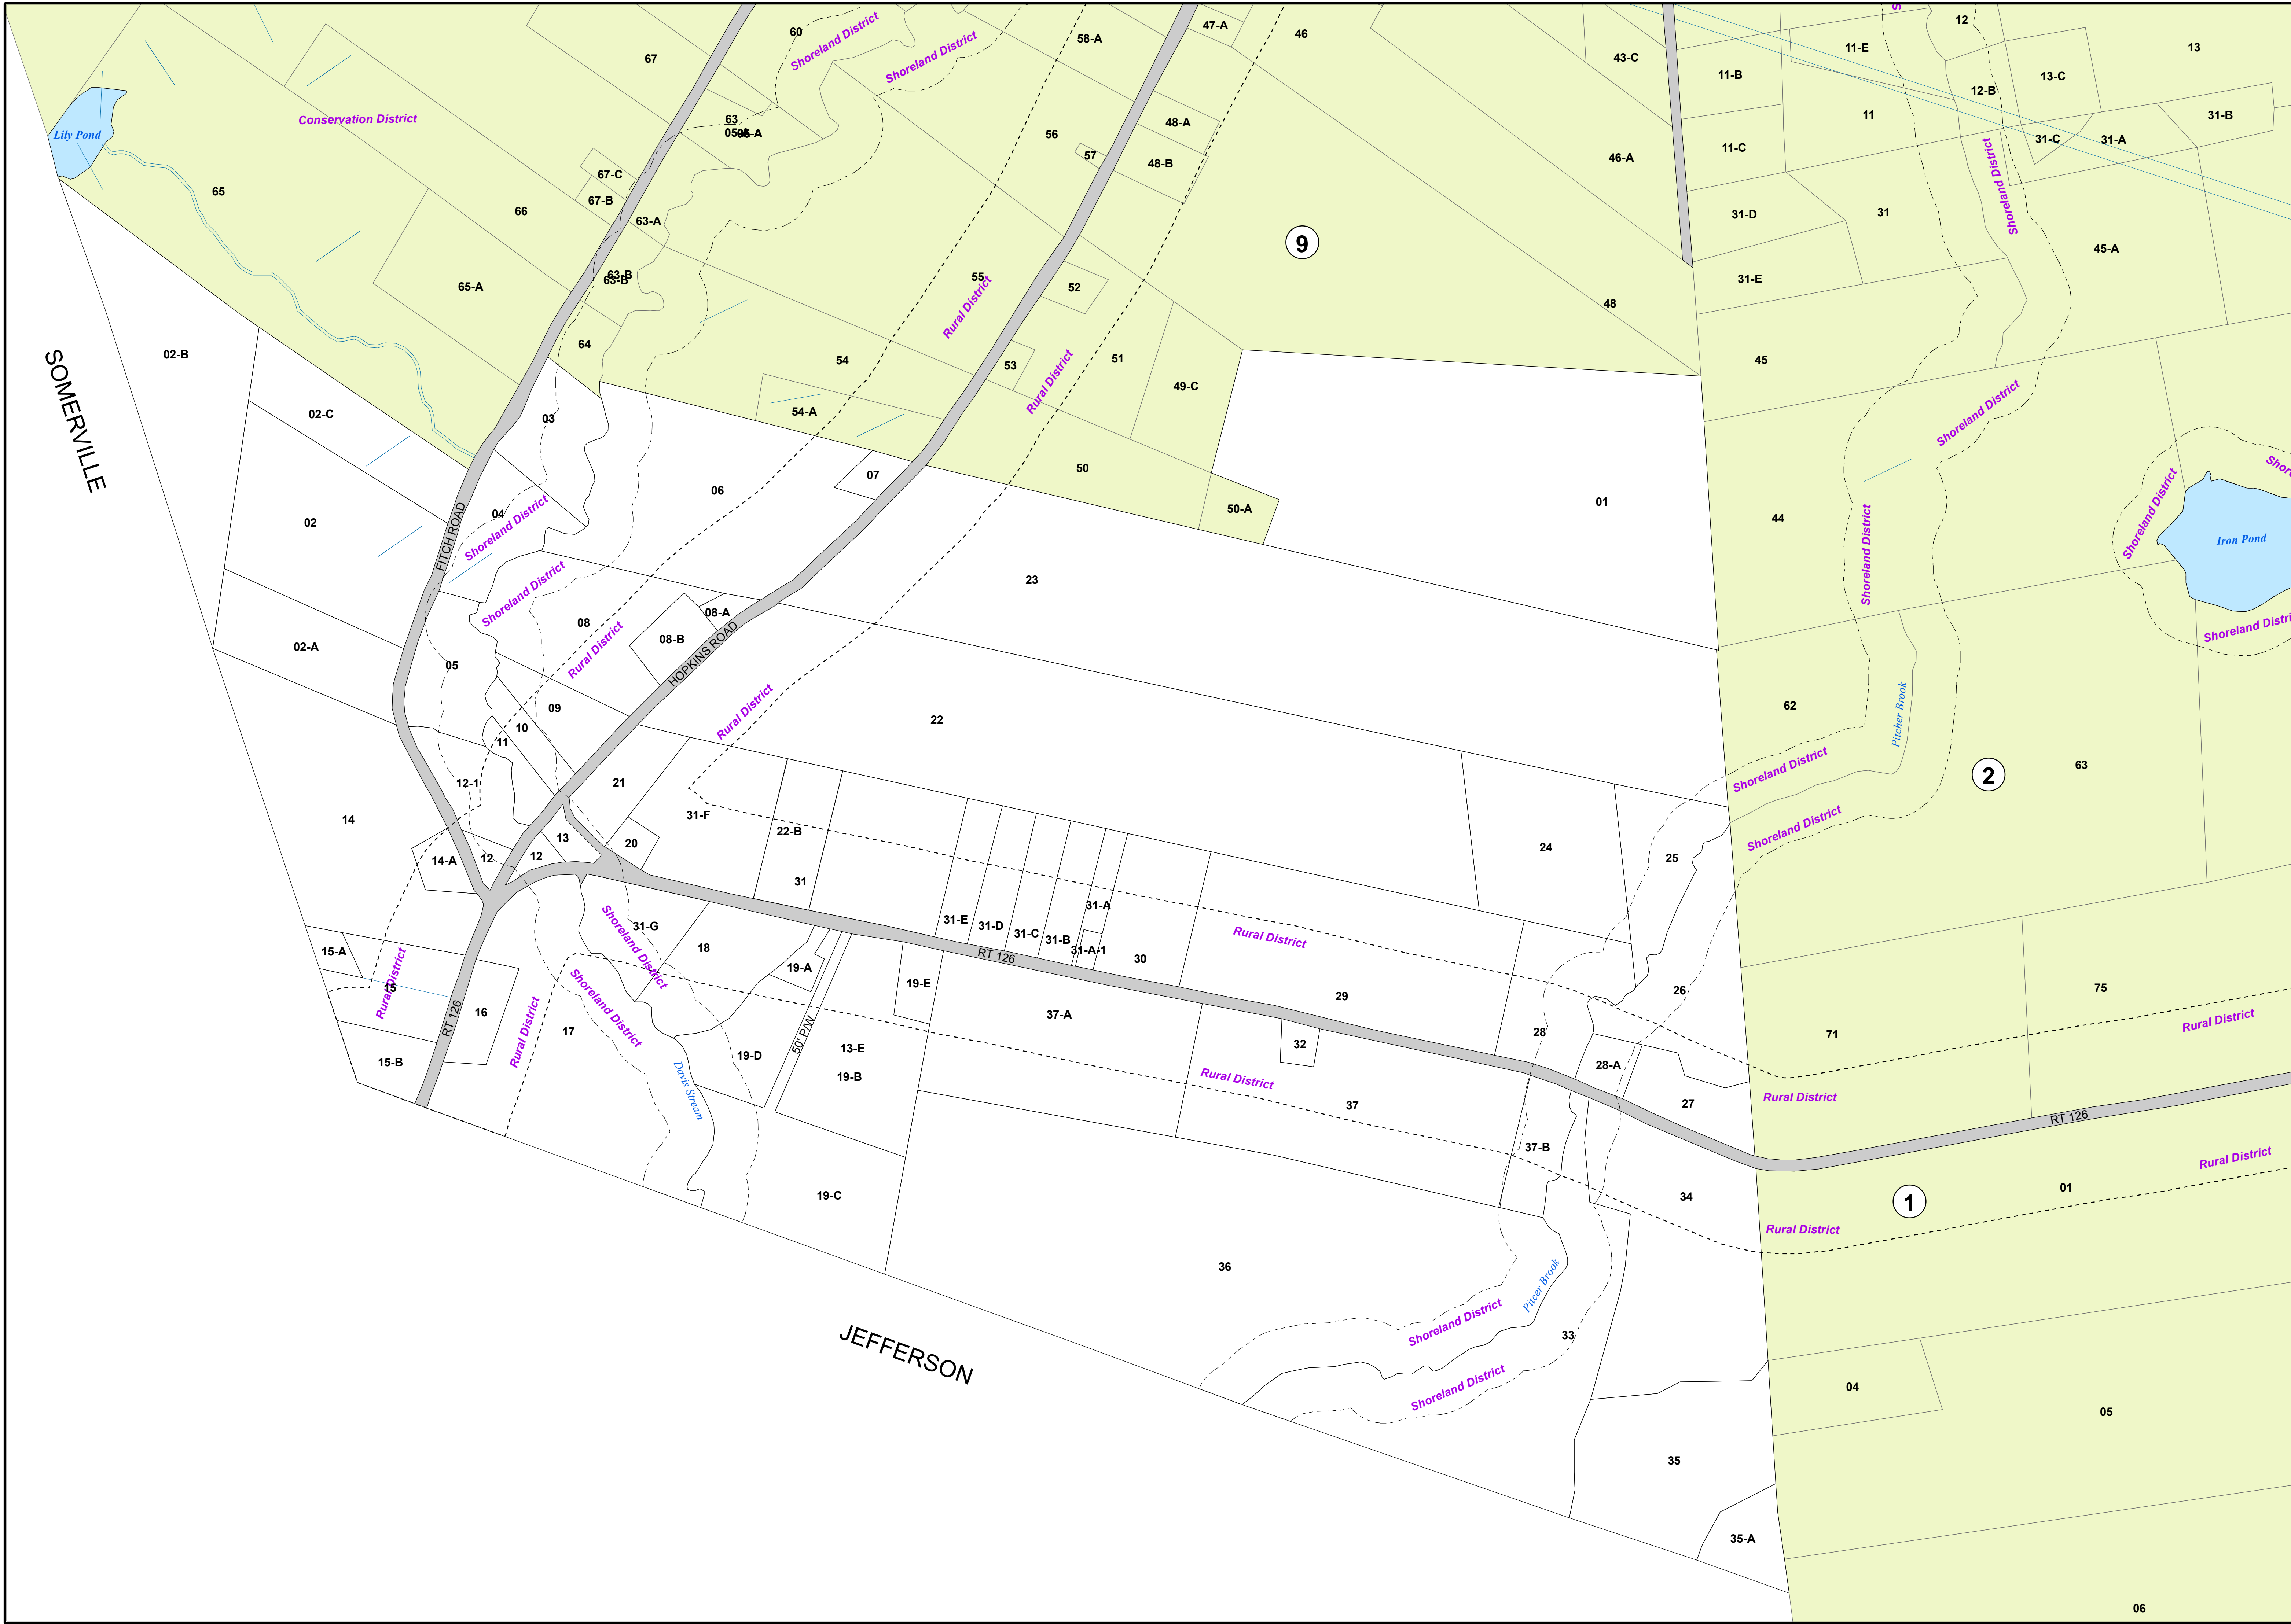 60
Shoreland District
Shoreland District
67
58-A
47-A
46
43-C
11-B
11-E
12
13
13-C
12-B
11
31-B
31-C
31-A
Shoreland District
Lily Pond
Conservation District
63
67-C
67-B
63-A
66
65
65-A
63-B
63-B
64
56
57
48-A
48-B
46-A
11-C
31-D
31
31-E
45-A
9
55
Rural District
52
48
45
54
53
51
49-C
Rural District
54-A
50
50-A
44
Shoreland District
Shoreland District
Shoreland District
Iron Pond
SOMERVILLE
02-B
02-C
02
02-A
03
04
Shoreland District
FITCH ROAD
06
07
01
23
Shoreland District
08
08-A
08-B
HOPKINS ROAD
Rural District
05
09
10
11
12-1
Rural District
22
62
Pitcher Brook
Shoreland District
Shoreland District
2
63
14
14-A
12
12
13
21
20
31-F
22-B
31
24
25
31-E
31-D
31-C
31-B
31-A
31-A-1
30
RT 126
Rural District
29
28
26
71
75
Rural District
15-A
15
Rural District
15-B
16
RT 126
Rural District
17
Shoreland District
Shoreland District
31-G
18
19-A
19-E
37-A
32
28-A
27
Rural District
RT 126
19-D
50' P/W
13-E
19-B
Davis Stream
Rural District
37
37-B
34
1
01
Rural District
Rural District
19-C
36
Pitcer Brook
Shoreland District
Shoreland District
33
JEFFERSON
35
35-A
04
05
06